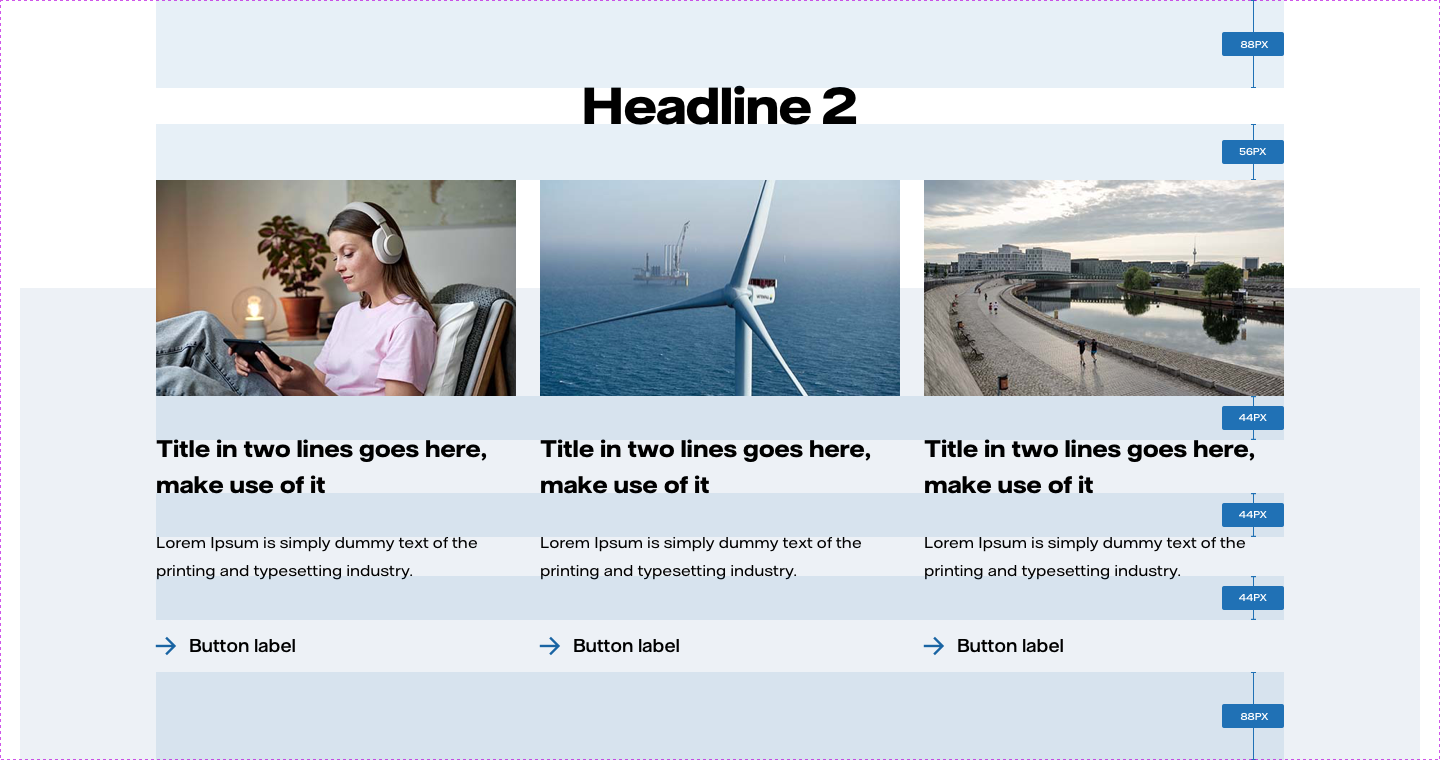 88PX
Headline 2
56PX
44PX
Title in two lines goes here,
make use of it
Title in two lines goes here,
make use of it
Title in two lines goes here,
make use of it
44PX
Lorem Ipsum is simply dummy text of the
printing and typesetting industry.
Lorem Ipsum is simply dummy text of the
printing and typesetting industry.
Lorem Ipsum is simply dummy text of the
printing and typesetting industry.
44PX
Button label
Button label
Button label
88PX